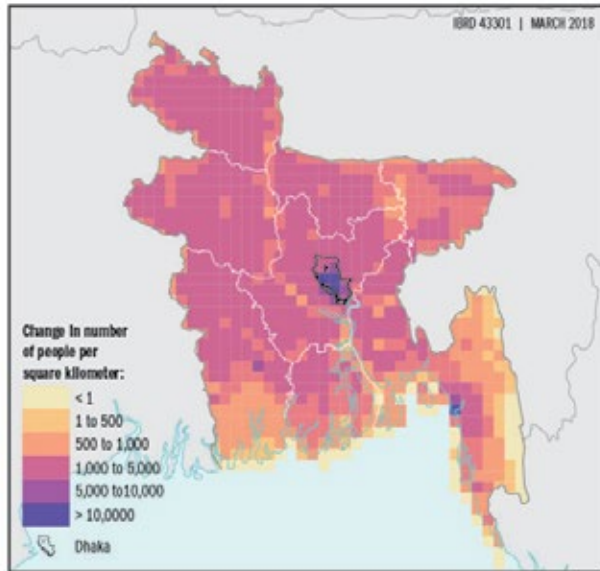 IBRD 43301 | MARCH 2018
Change in number
of people per
square kilometer:
< 1
1 to 500
500 to 1,000
1,000 to 5,000
5,000 to10,000
> 10,0000
Dhaka